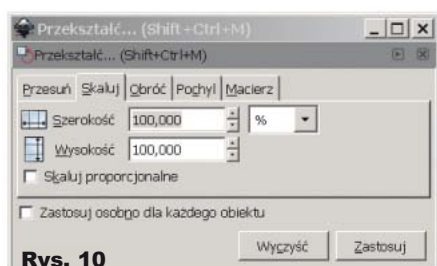 Przekształć... (Shift+Ctrl+M)
Przekształć... (Shift+Ctrl+M)
Przesuń Skaluj Obróć Pochyl Macierz
Szerokość 100,000 %
Wysokość 100,000
Skaluj proporcjonalne
Zastosuj osobno dla każdego obiektu
Wyczyść Zastosuj
Rys. 10